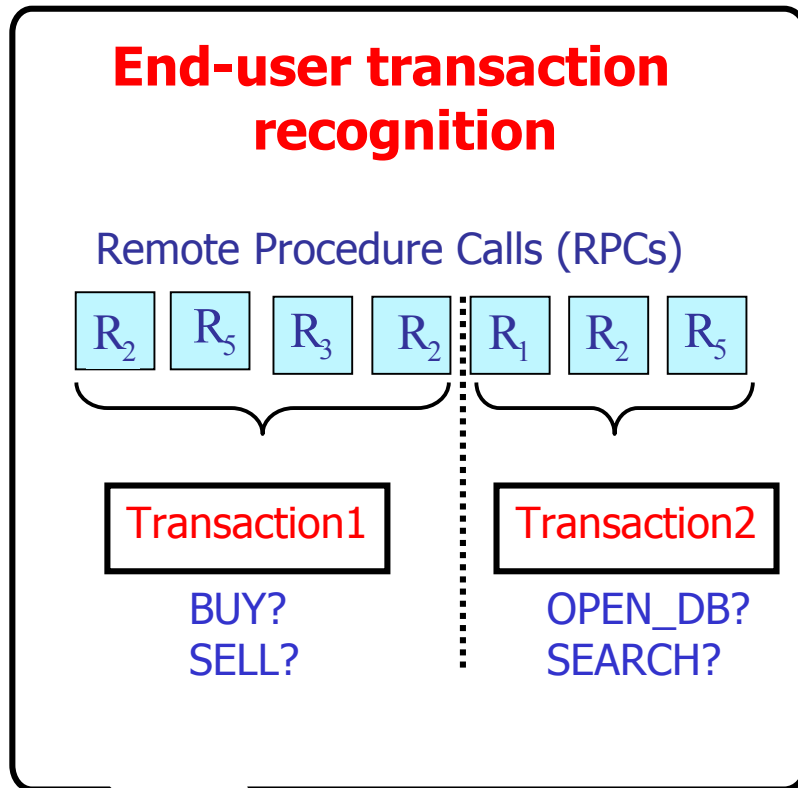 End-user transaction
recognition
Remote Procedure Calls (RPCs)
R₂ R₅ R₃ R₂ R₁ R₂ R₅
Transaction1 Transaction2
BUY? OPEN_DB?
SELL? SEARCH?